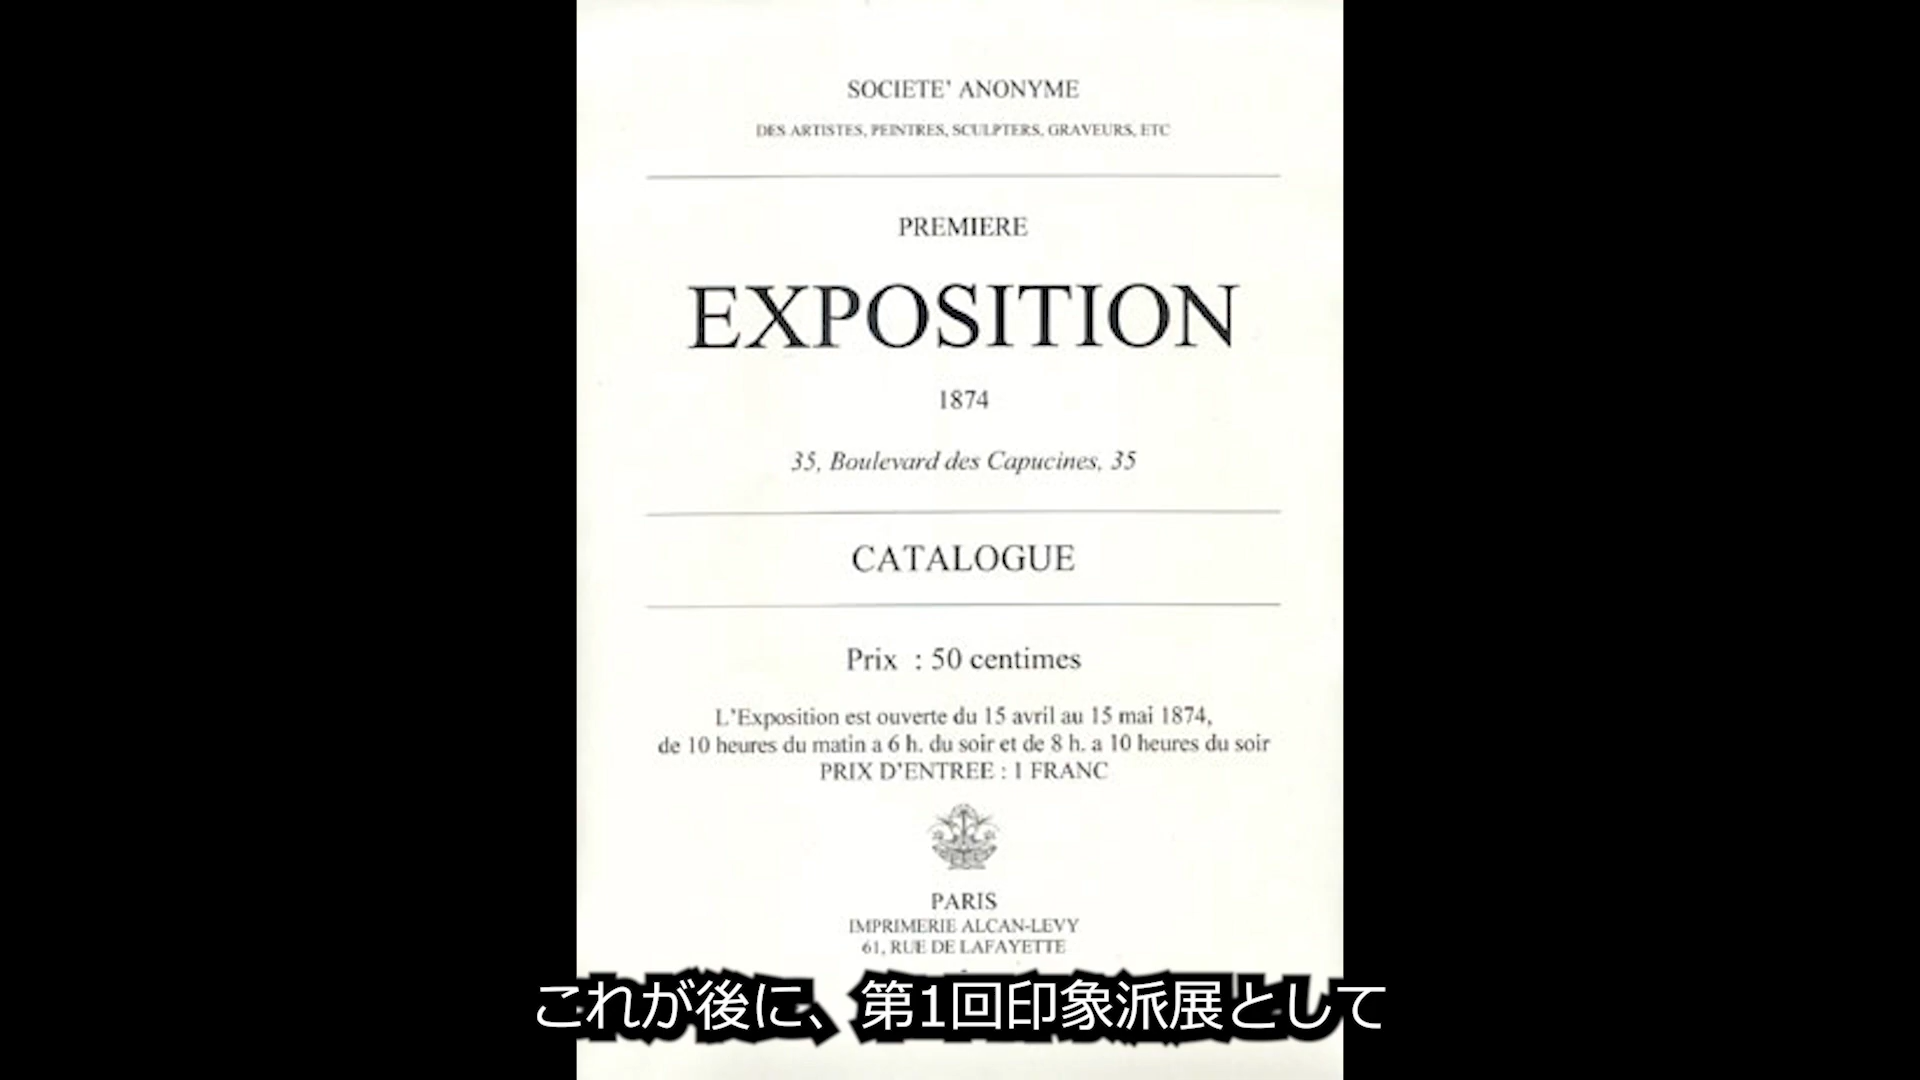 SOCIETE' ANONYME
DES ARTISTES, PEINTRES, SCULPTERS, GRAVEURS, ETC
PREMIERE
EXPOSITION
1874
35, Boulevard des Capucines, 35
CATALOGUE
Prix : 50 centimes
L'Exposition est ouverte du 15 avril au 15 mai 1874,
de 10 heures du matin a 6 h. du soir et de 8 h. a 10 heures du soir
PRIX D'ENTREE : 1 FRANC
PARIS
IMPRIMERIE ALCAN-LEVY
61, RUE DE LAFAYETTE
これが後に、第1回印象派展として